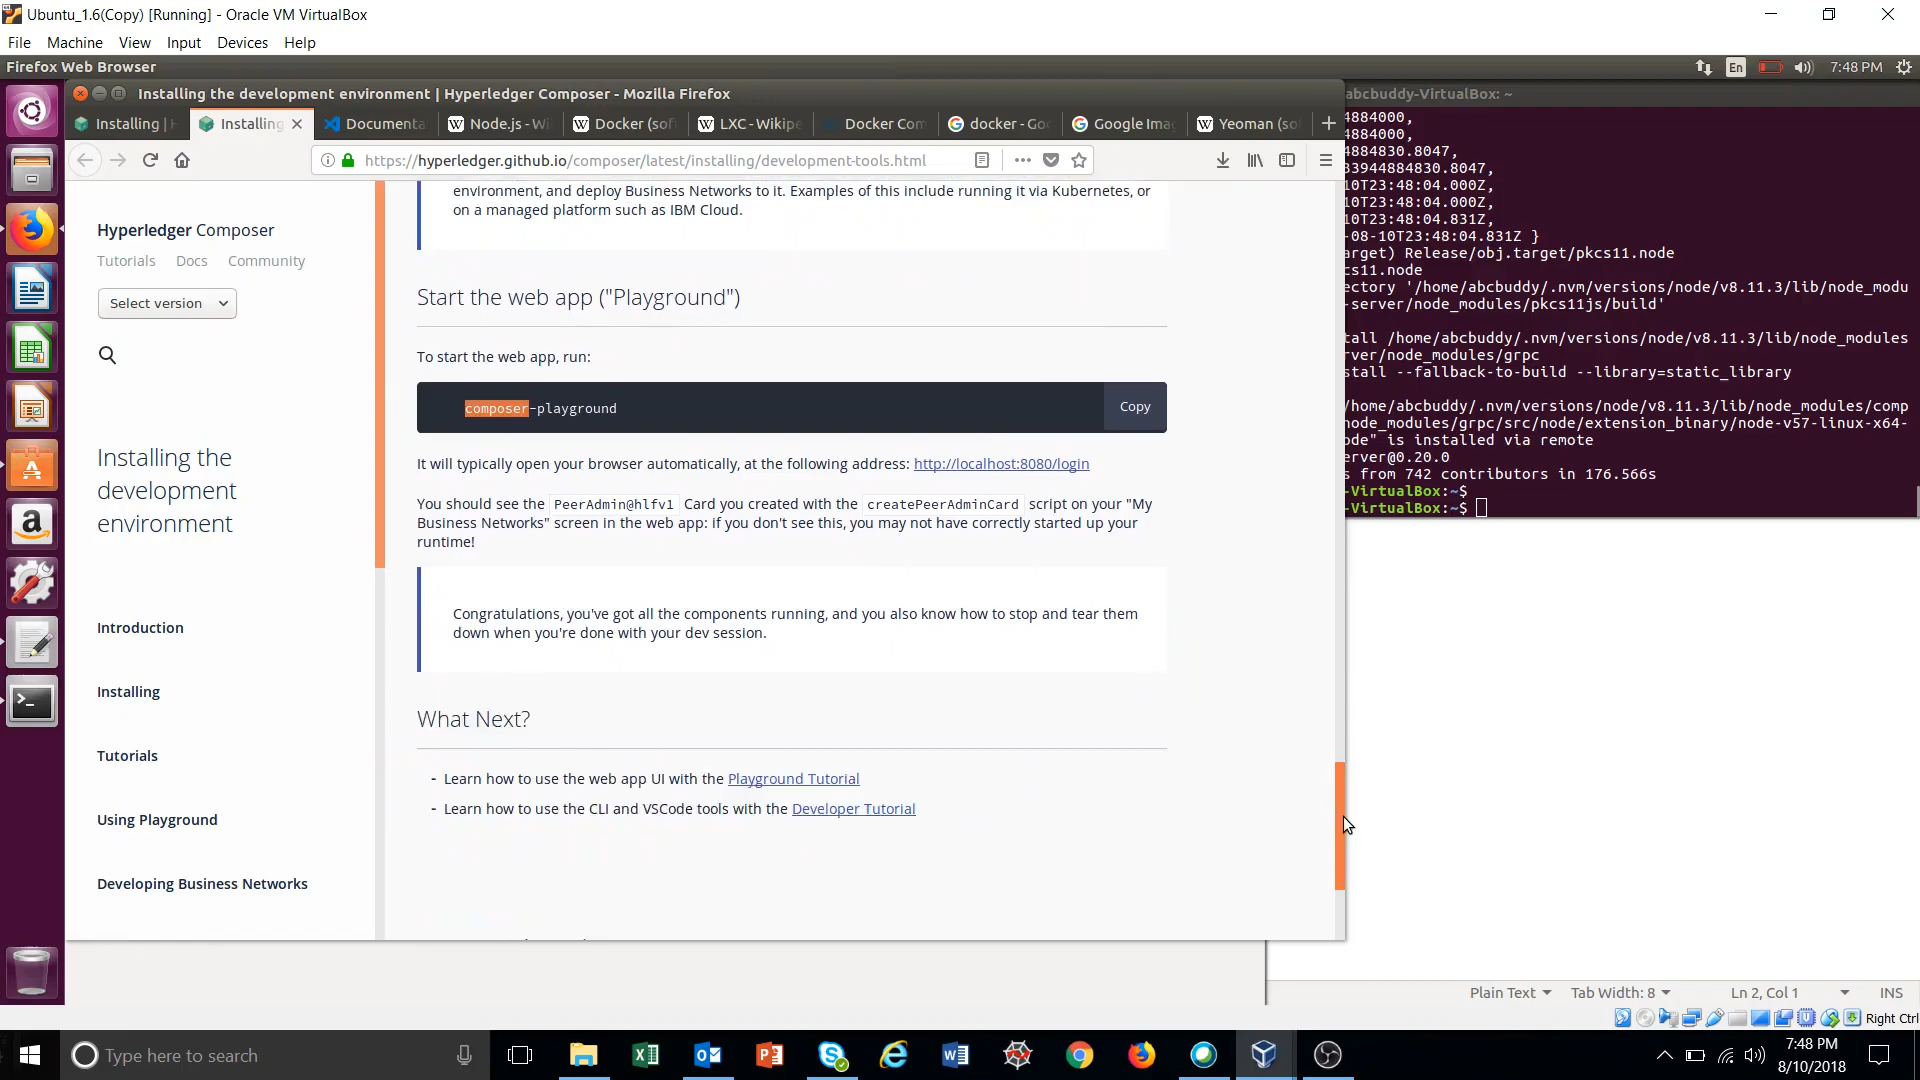 Ubuntu_1.6(Copy) [Running] - Oracle VM VirtualBox
File Machine View Input Devices Help
Firefox Web Browser
En
7:48 PM
Installing the development environment | Hyperledger Composer - Mozilla Firefox
abcbuddy-VirtualBox: ~
Installing |
Installing
Documenta
Node.js - Wi
Docker (sof
LXC - Wikipe
Docker Com
docker - Goo
Google Imag
Yeoman (so
https://hyperledger.github.io/composer/latest/installing/development-tools.html
Hyperledger Composer
Tutorials Docs Community
Select version
Installing the
development
environment
Introduction
Installing
Tutorials
Using Playground
Developing Business Networks
environment, and deploy Business Networks to it. Examples of this include running it via Kubernetes, or
on a managed platform such as IBM Cloud.
Start the web app ("Playground")
To start the web app, run:
composer-playground
Copy
It will typically open your browser automatically, at the following address: http://localhost:8080/login
You should see the PeerAdmin@hlfv1 Card you created with the createPeerAdminCard script on your "My
Business Networks" screen in the web app: if you don't see this, you may not have correctly started up your
runtime!
Congratulations, you've got all the components running, and you also know how to stop and tear them
down when you're done with your dev session.
What Next?
- Learn how to use the web app UI with the Playground Tutorial
- Learn how to use the CLI and VSCode tools with the Developer Tutorial
4884000,
4884000,
4884830.8047,
33944884830.8047,
10T23:48:04.000Z,
10T23:48:04.000Z,
10T23:48:04.831Z,
-08-10T23:48:04.831Z }
arget) Release/obj.target/pkcs11.node
cs11.node
ectory '/home/abcbuddy/.nvm/versions/node/v8.11.3/lib/node_modu
-server/node_modules/pkcs11js/build'
tall /home/abcbuddy/.nvm/versions/node/v8.11.3/lib/node_modules
rver/node_modules/grpc
stall --fallback-to-build --library=static_library
/home/abcbuddy/.nvm/versions/node/v8.11.3/lib/node_modules/comp
node_modules/grpc/src/node/extension_binary/node-v57-linux-x64-
ode" is installed via remote
erver@0.20.0
s from 742 contributors in 176.566s
-VirtualBox:~$
-VirtualBox:~$
Plain Text Tab Width: 8 Ln 2, Col 1 INS
Right Ctrl
Type here to search
7:48 PM
8/10/2018